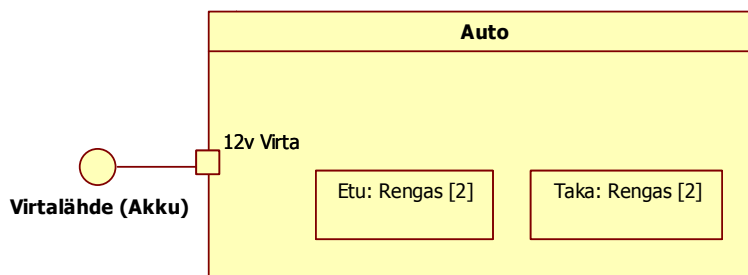 Auto
12v Virta
Etu: Rengas [2]
Taka: Rengas [2]
Virtalähde (Akku)